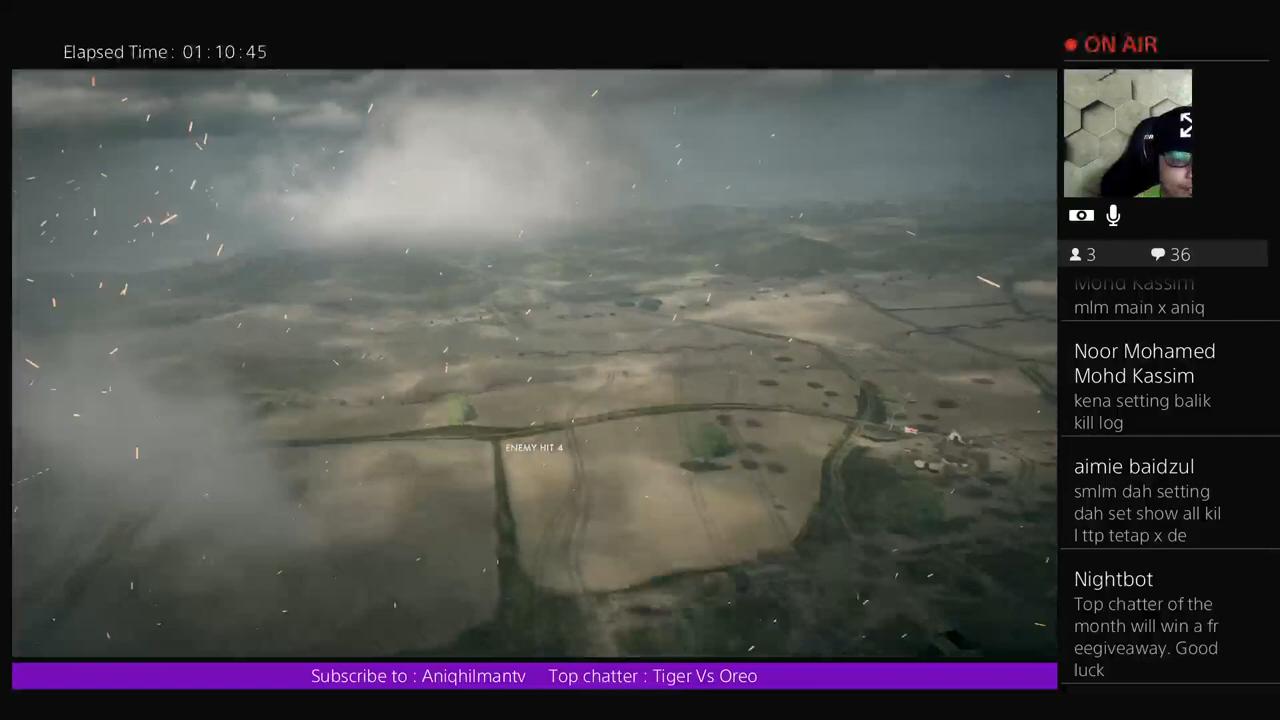 Elapsed Time: 01:10:45
ON AIR
3 36
Mohd Kassim
mlm main x aniq
Noor Mohamed
Mohd Kassim
kena setting balik
kill log
aimie baidzul
smlm dah setting
dah set show all kil
l ttp tetap x de
Nightbot
Top chatter of the
month will win a fr
eegiveaway. Good
luck
ENEMY HIT 4
Subscribe to : Aniqhilmantv Top chatter : Tiger Vs Oreo